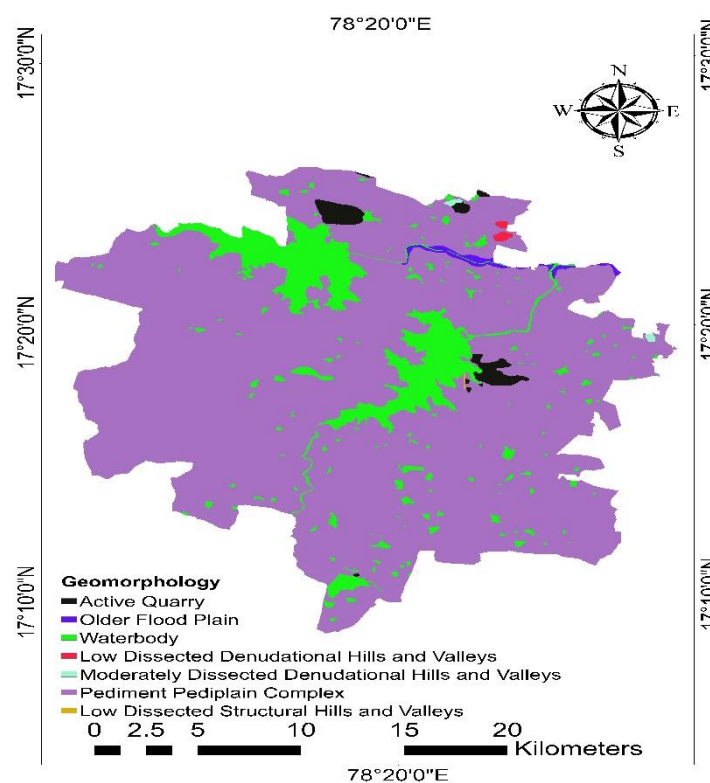 78°20'0"E
17°30'0"N
17°30'0"N
N
W E
S
17°20'0"N
17°20'0"N
17°10'0"N
17°10'0"N
Geomorphology
Active Quarry
Older Flood Plain
Waterbody
Low Dissected Denudational Hills and Valleys
Moderately Dissected Denudational Hills and Valleys
Pediment Pediplain Complex
Low Dissected Structural Hills and Valleys
0 2.5 5 10 15 20
Kilometers
78°20'0"E